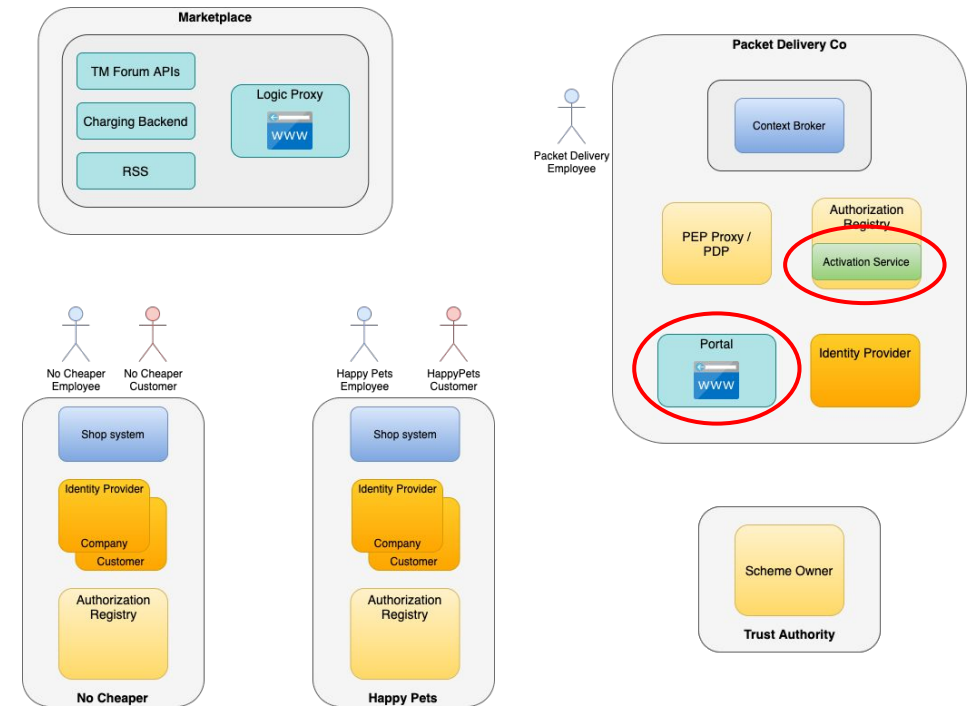 Marketplace
TM Forum APIs
Charging Backend
RSS
Logic Proxy
WWW
Packet Delivery
Employee
Packet Delivery Co
Context Broker
PEP Proxy /
PDP
Authorization
Registry
Activation Service
Portal
WWW
Identity Provider
No Cheaper
Employee
No Cheaper
Customer
Shop system
Identity Provider
Company
Customer
Authorization
Registry
No Cheaper
Happy Pets
Employee
HappyPets
Customer
Shop system
Identity Provider
Company
Customer
Authorization
Registry
Happy Pets
Scheme Owner
Trust Authority